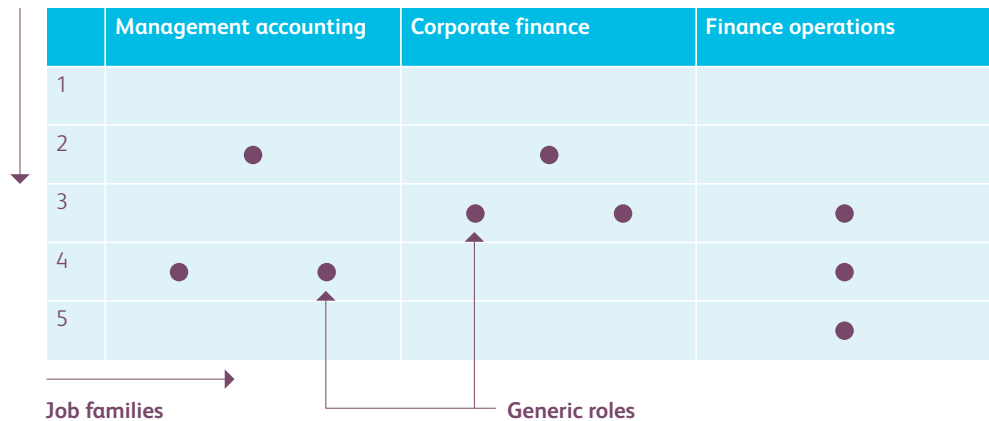 Management accounting Corporate finance Finance operations
1
2
3
4
5
Job families Generic roles